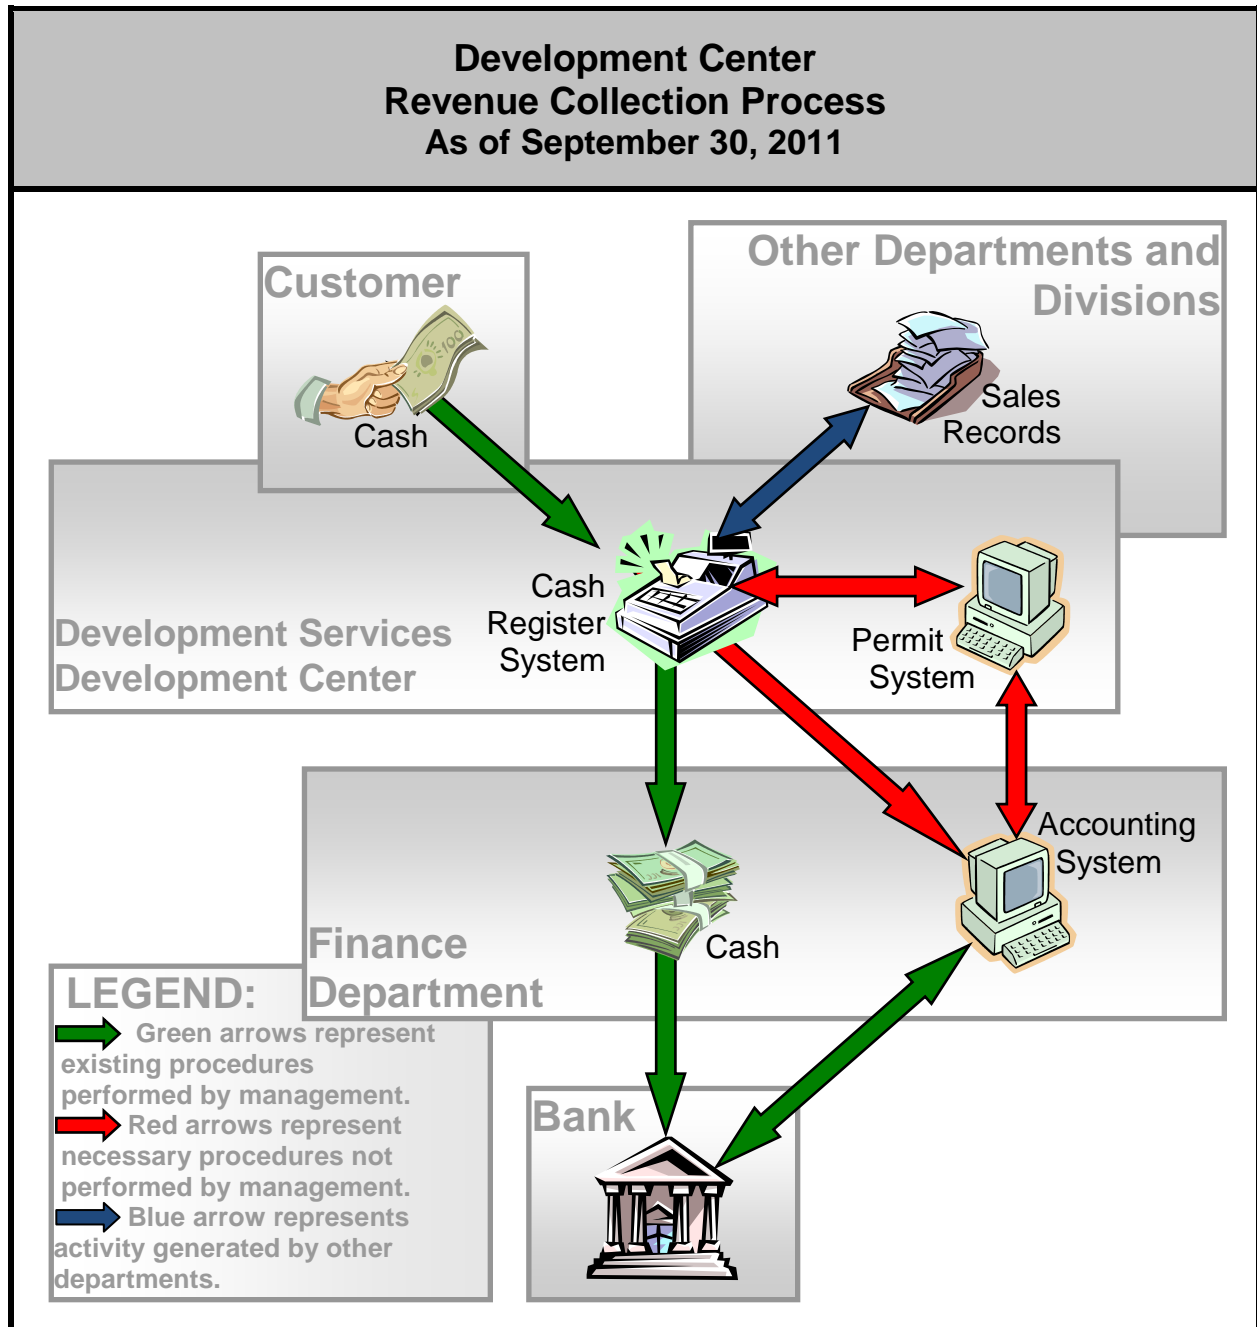 Development Center
Revenue Collection Process
As of September 30, 2011
Customer
Cash
Other Departments and
Divisions
Sales
Records
Cash
Register
System
Permit
System
Development Services
Development Center
Accounting
System
Cash
Finance
Department
LEGEND:
Green arrows represent
existing procedures
performed by management.
Red arrows represent
necessary procedures not
performed by management.
Blue arrow represents
activity generated by other
departments.
Bank